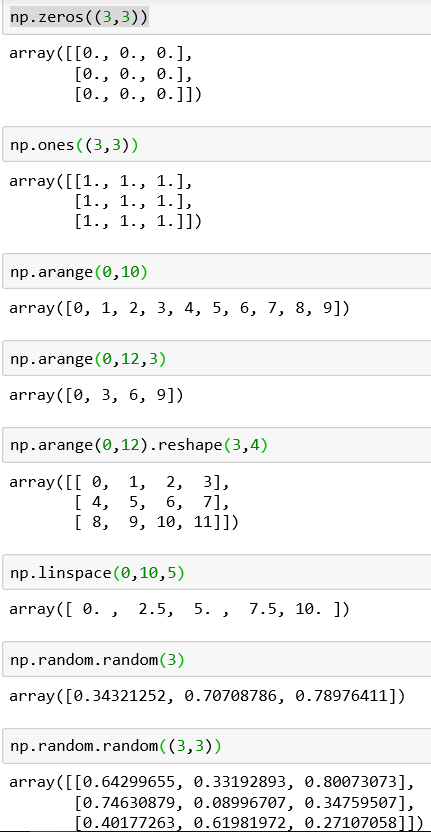 np.zeros((3,3))
array([[0., 0., 0.],
       [0., 0., 0.],
       [0., 0., 0.]])
np.ones((3,3))
array([[1., 1., 1.],
       [1., 1., 1.],
       [1., 1., 1.]])
np.arange(0,10)
array([0, 1, 2, 3, 4, 5, 6, 7, 8, 9])
np.arange(0,12,3)
array([0, 3, 6, 9])
np.arange(0,12).reshape(3,4)
array([[ 0,  1,  2,  3],
       [ 4,  5,  6,  7],
       [ 8,  9, 10, 11]])
np.linspace(0,10,5)
array([ 0. ,  2.5,  5. ,  7.5, 10. ])
np.random.random(3)
array([0.34321252, 0.70708786, 0.78976411])
np.random.random((3,3))
array([[0.64299655, 0.33192893, 0.80073073],
       [0.74630879, 0.08996707, 0.34759507],
       [0.40177263, 0.61981972, 0.27107058]])